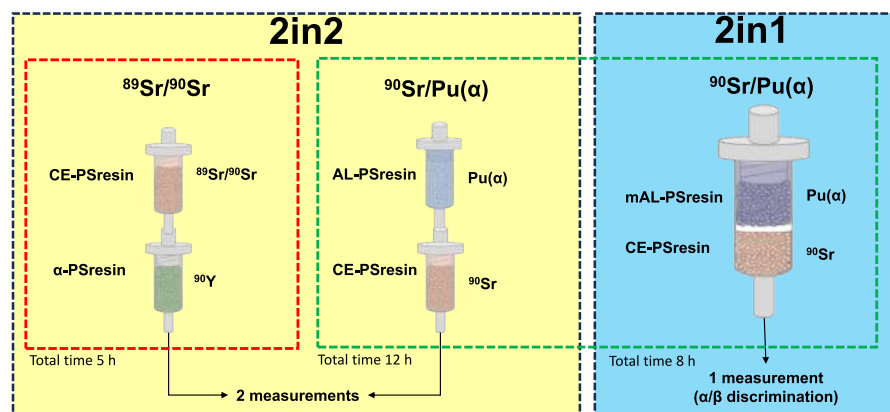 2in2
2in1
⁸⁹Sr/⁹⁰Sr
⁹⁰Sr/Pu(α)
⁹⁰Sr/Pu(α)
CE-PSresin
⁸⁹Sr/⁹⁰Sr
α-PSresin
⁹⁰Y
AL-PSresin
Pu(α)
CE-PSresin
⁹⁰Sr
mAL-PSresin
Pu(α)
CE-PSresin
⁹⁰Sr
Total time 5 h
Total time 12 h
Total time 8 h
2 measurements
1 measurement
(α/β discrimination)